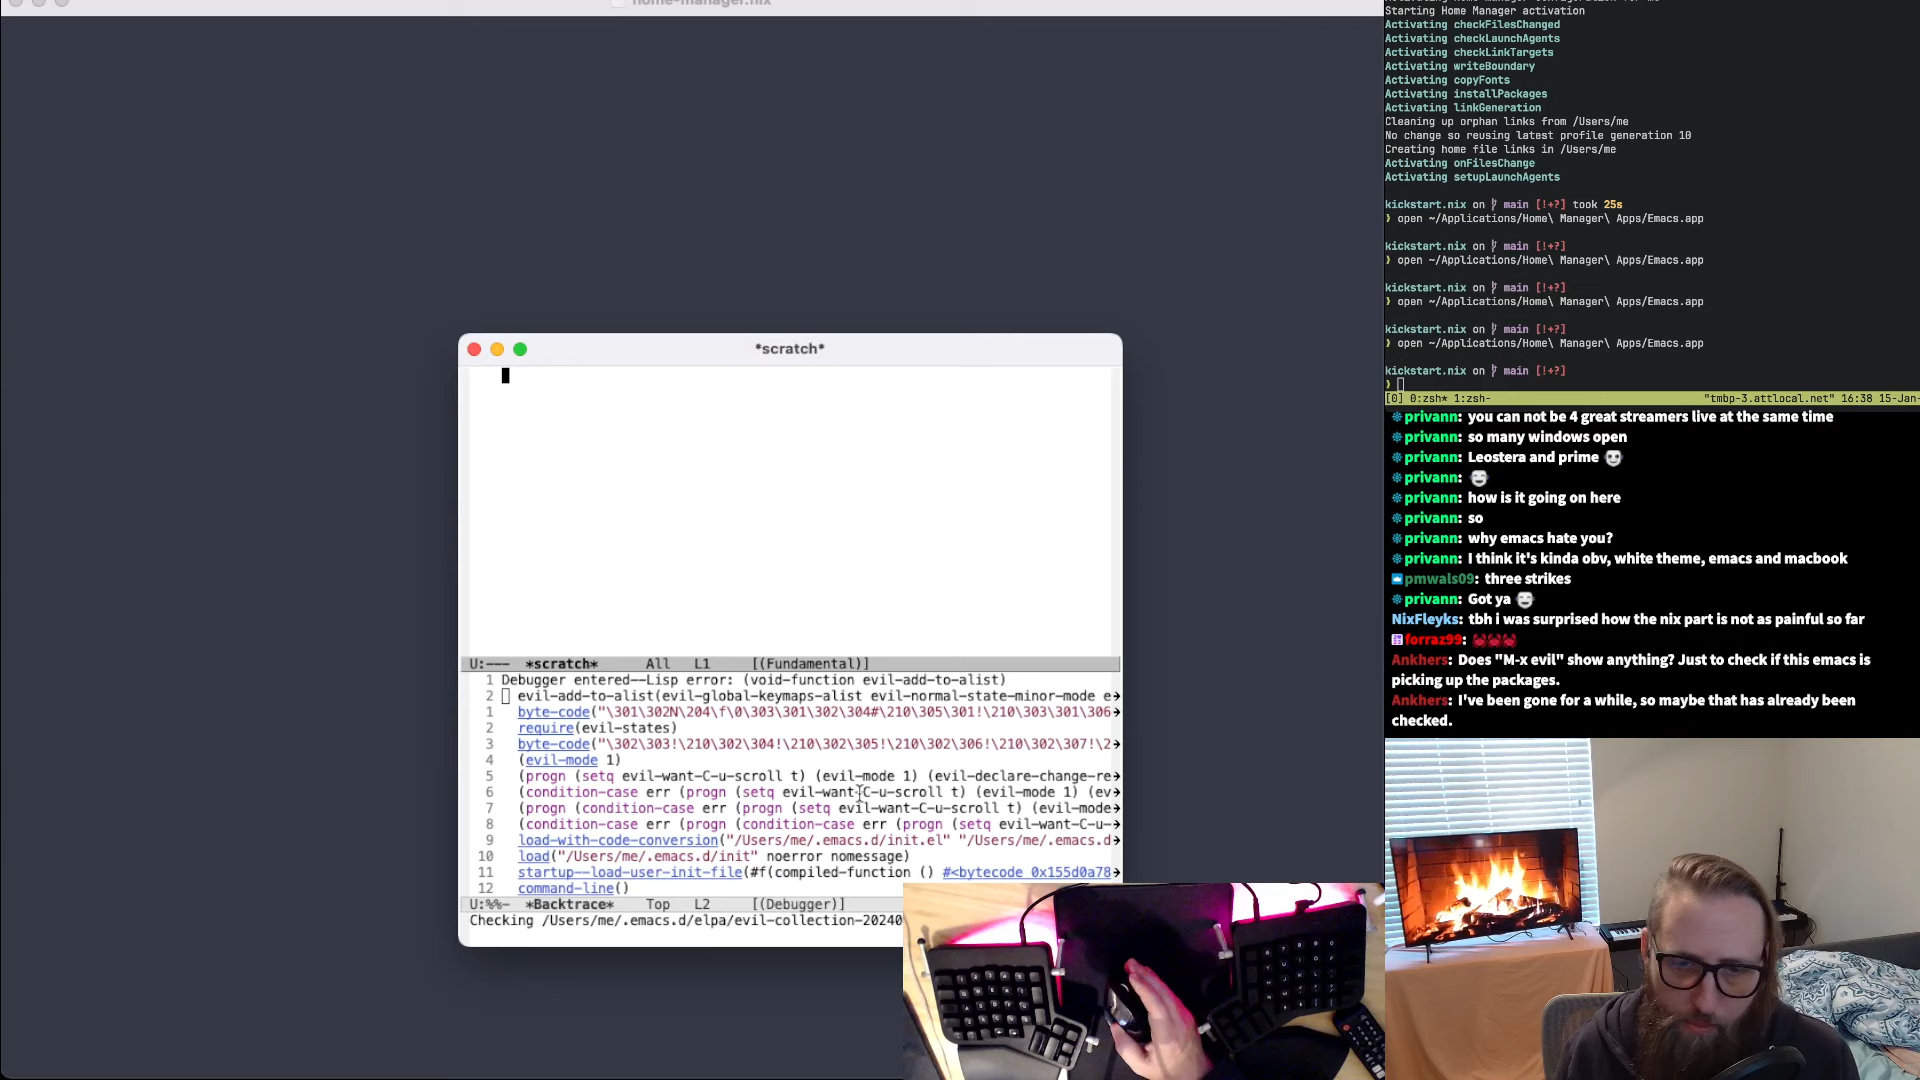 home-manager.nix
*scratch*
U:--- *scratch* All L1 [(Fundamental)]
1 Debugger entered--Lisp error: (void-function evil-add-to-alist)
2 evil-add-to-alist(evil-global-keymaps-alist evil-normal-state-minor-mode e
1 byte-code("\301\302N\204\f\0\303\301\302\304#\210\305\301!\210\303\301\306
2 require(evil-states)
3 byte-code("\302\303!\210\302\304!\210\302\305!\210\302\306!\210\302\307!\2
4 (evil-mode 1)
5 (progn (setq evil-want-C-u-scroll t) (evil-mode 1) (evil-declare-change-re
6 (condition-case err (progn (setq evil-want-C-u-scroll t) (evil-mode 1) (ev
7 (progn (condition-case err (progn (setq evil-want-C-u-scroll t) (evil-mode
8 (condition-case err (progn (condition-case err (progn (setq evil-want-C-u-
9 load-with-code-conversion("/Users/me/.emacs.d/init.el" "/Users/me/.emacs.d
10 load("/Users/me/.emacs.d/init" noerror nomessage)
11 startup--load-user-init-file(#f(compiled-function () #<bytecode 0x155d0a78
12 command-line()
U:%%- *Backtrace* Top L2 [(Debugger)]
Checking /Users/me/.emacs.d/elpa/evil-collection-20240
Starting Home Manager activation
Activating checkFilesChanged
Activating checkLaunchAgents
Activating checkLinkTargets
Activating writeBoundary
Activating copyFonts
Activating installPackages
Activating linkGeneration
Cleaning up orphan links from /Users/me
No change so reusing latest profile generation 10
Creating home file links in /Users/me
Activating onFilesChange
Activating setupLaunchAgents
kickstart.nix on main [!+?] took 25s
❯ open ~/Applications/Home\ Manager\ Apps/Emacs.app
kickstart.nix on main [!+?]
❯ open ~/Applications/Home\ Manager\ Apps/Emacs.app
kickstart.nix on main [!+?]
❯ open ~/Applications/Home\ Manager\ Apps/Emacs.app
kickstart.nix on main [!+?]
❯ open ~/Applications/Home\ Manager\ Apps/Emacs.app
kickstart.nix on main [!+?]
❯
[0] 0:zsh* 1:zsh- "tmbp-3.attlocal.net" 16:38 15-Jan-
privann: you can not be 4 great streamers live at the same time
privann: so many windows open
privann: Leostera and prime
privann:
privann: how is it going on here
privann: so
privann: why emacs hate you?
privann: I think it's kinda obv, white theme, emacs and macbook
pmwals09: three strikes
privann: Got ya
NixFleyks: tbh i was surprised how the nix part is not as painful so far
forraz99:
Ankhers: Does "M-x evil" show anything? Just to check if this emacs is
picking up the packages.
Ankhers: I've been gone for a while, so maybe that has already been
checked.